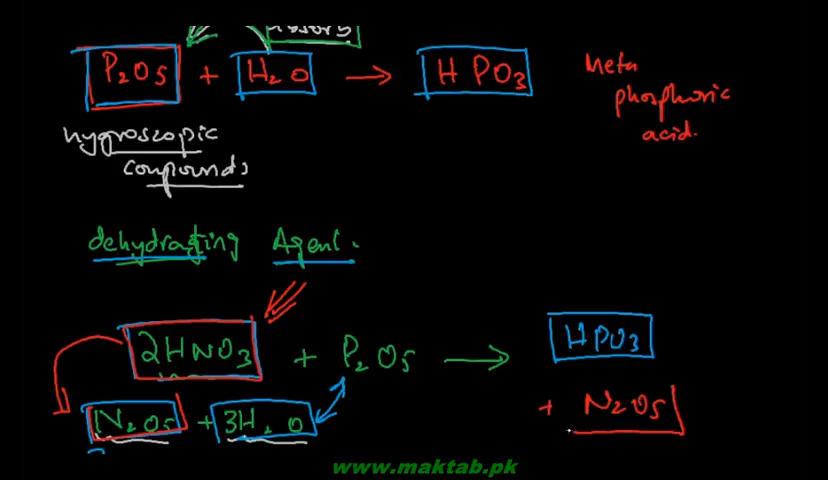 P2O5 + H2O → HPO3 Meta
phosphoric
acid.
hygroscopic
compounds
dehydrating Agent.
2HNO3 + P2O5 → HPO3
N2O5 + 3H2O + N2O5
www.maktab.pk